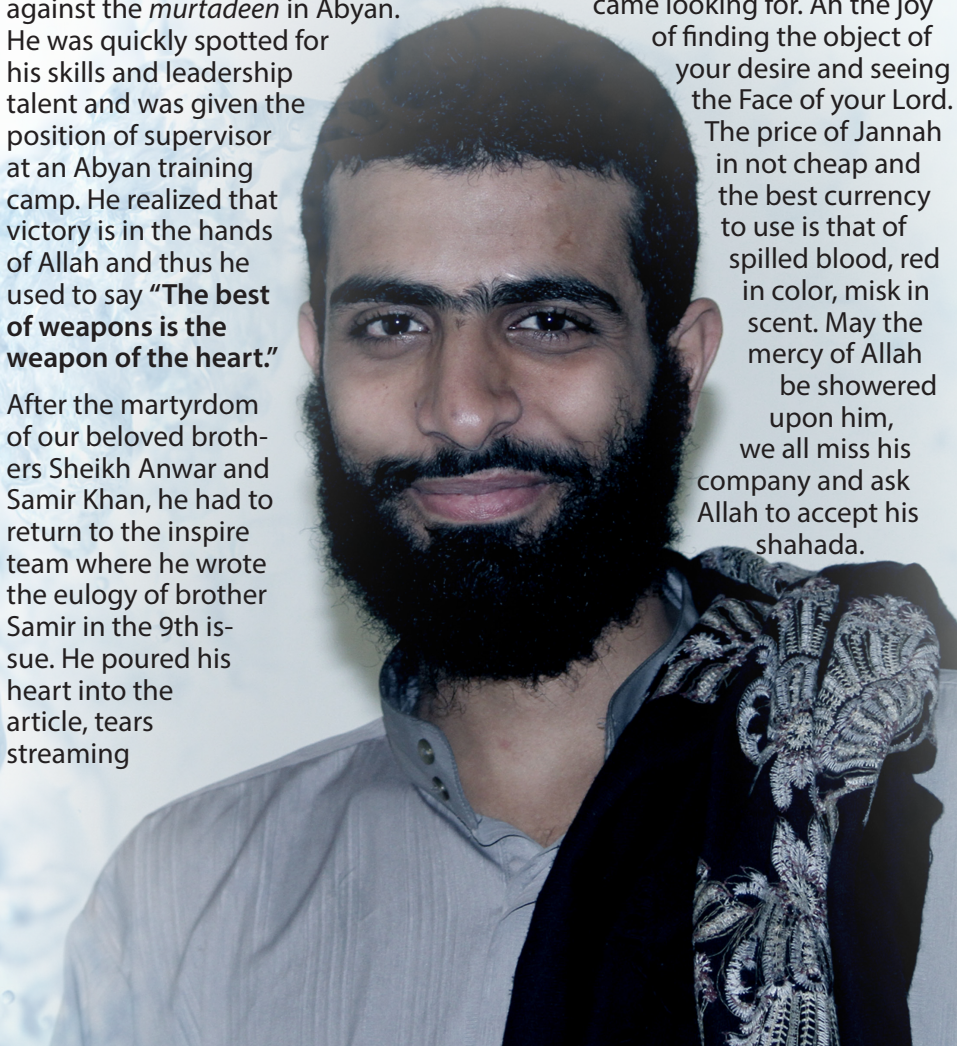 against the murtadeen in Abyan.
He was quickly spotted for
his skills and leadership
talent and was given the
position of supervisor
at an Abyan training
camp. He realized that
victory is in the hands
of Allah and thus he
used to say “The best
of weapons is the
weapon of the heart.”
After the martyrdom
of our beloved broth-
ers Sheikh Anwar and
Samir Khan, he had to
return to the inspire
team where he wrote
the eulogy of brother
Samir in the 9th is-
sue. He poured his
heart into the
article, tears
streaming
came looking for. Ah the joy
of finding the object of
your desire and seeing
the Face of your Lord.
The price of Jannah
in not cheap and
the best currency
to use is that of
spilled blood, red
in color, misk in
scent. May the
mercy of Allah
be showered
upon him,
we all miss his
company and ask
Allah to accept his
shahada.